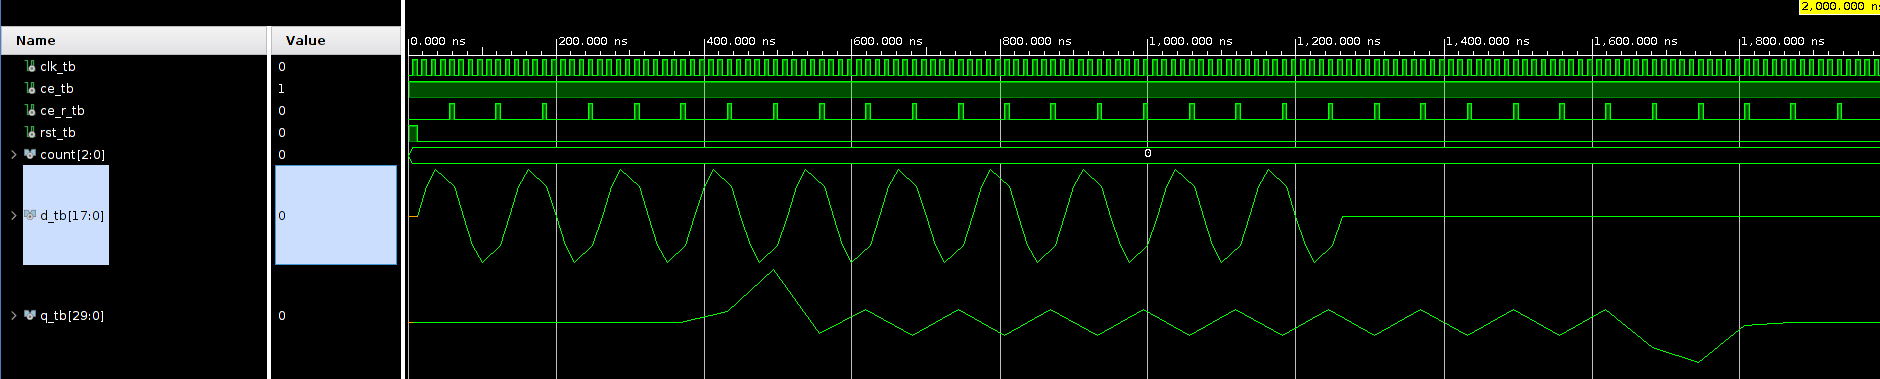 2,000.000 ns
Name Value
0.000 ns 200.000 ns 400.000 ns 600.000 ns 800.000 ns 1,000.000 ns 1,200.000 ns 1,400.000 ns 1,600.000 ns 1,800.000 ns
clk_tb 0
ce_tb 1
ce_r_tb 0
rst_tb 0
count[2:0] 0 0
d_tb[17:0] 0
q_tb[29:0] 0